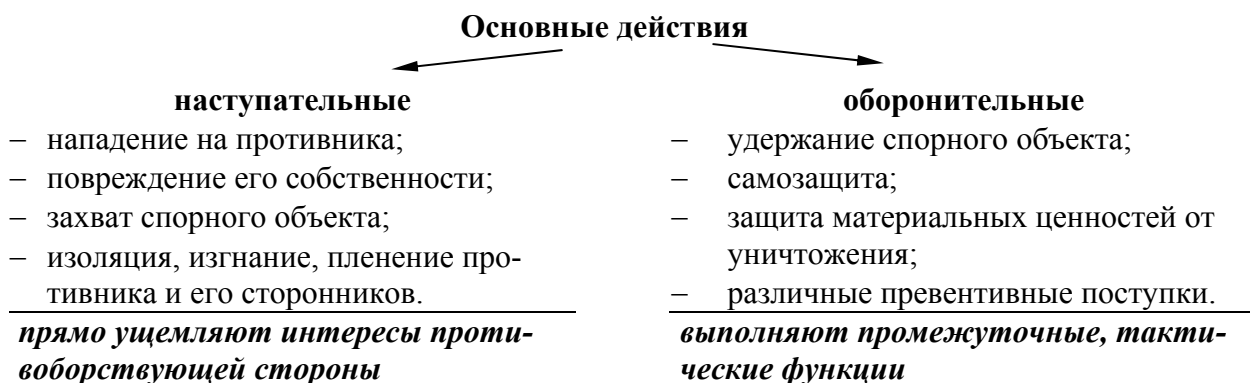 Основные действия
наступательные
– нападение на противника;
– повреждение его собственности;
– захват спорного объекта;
– изоляция, изгнание, пленение про-
тивника и его сторонников.
прямо ущемляют интересы проти-
воборствующей стороны
оборонительные
– удержание спорного объекта;
– самозащита;
– защита материальных ценностей от
уничтожения;
– различные превентивные поступки.
выполняют промежуточные, такти-
ческие функции